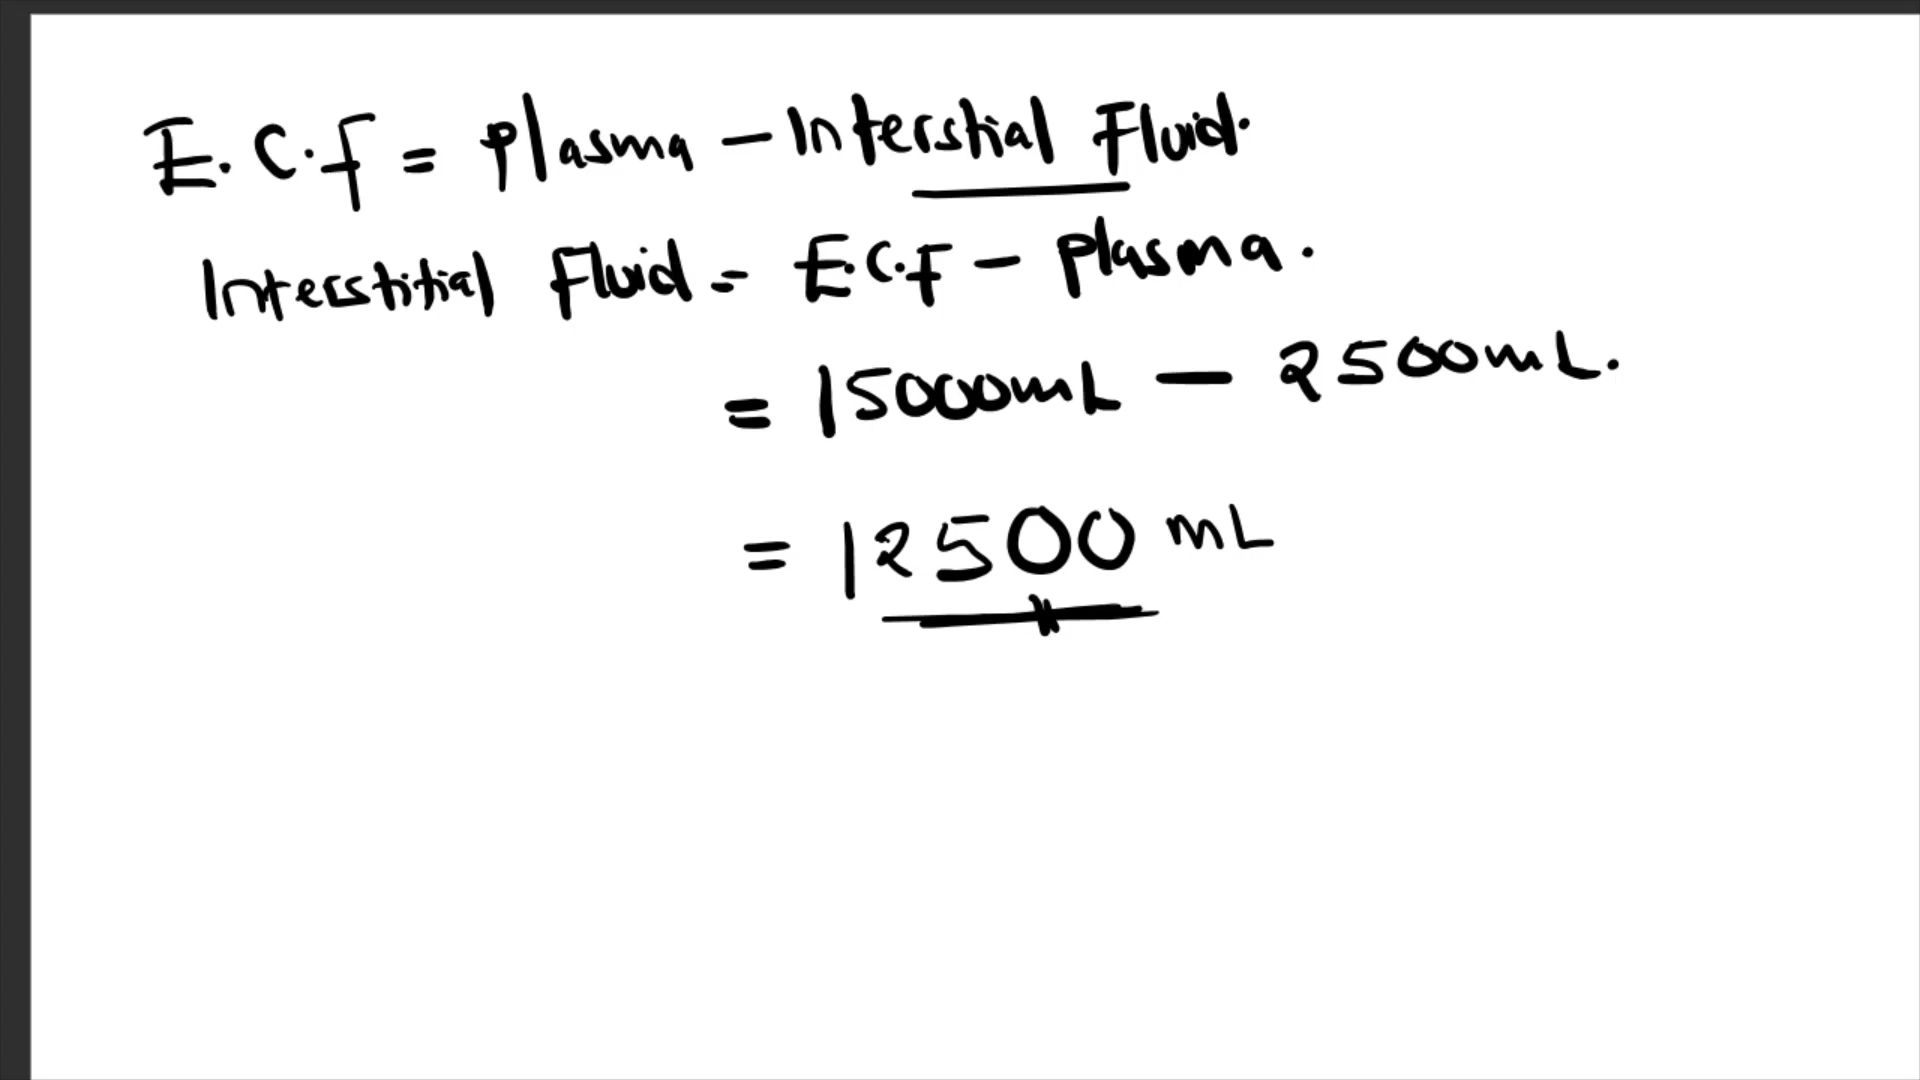 E.C.F = plasma - Interstial Fluid.
Interstitial Fluid = E.C.F - plasma.
= 15000mL - 2500mL.
= 12500 mL